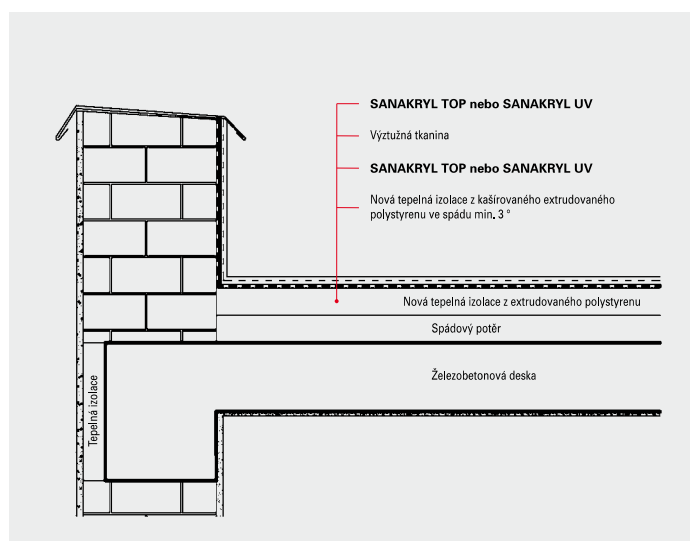 SANAKRYL TOP nebo SANAKRYL UV
Výztužná tkanina
SANAKRYL TOP nebo SANAKRYL UV
Nová tepelná izolace z kašírovaného extrudovaného
polystyrenu ve spádu min. 3 °
Nová tepelná izolace z extrudovaného polystyrenu
Spádový potěr
Železobetonová deska
Tepelná izolace